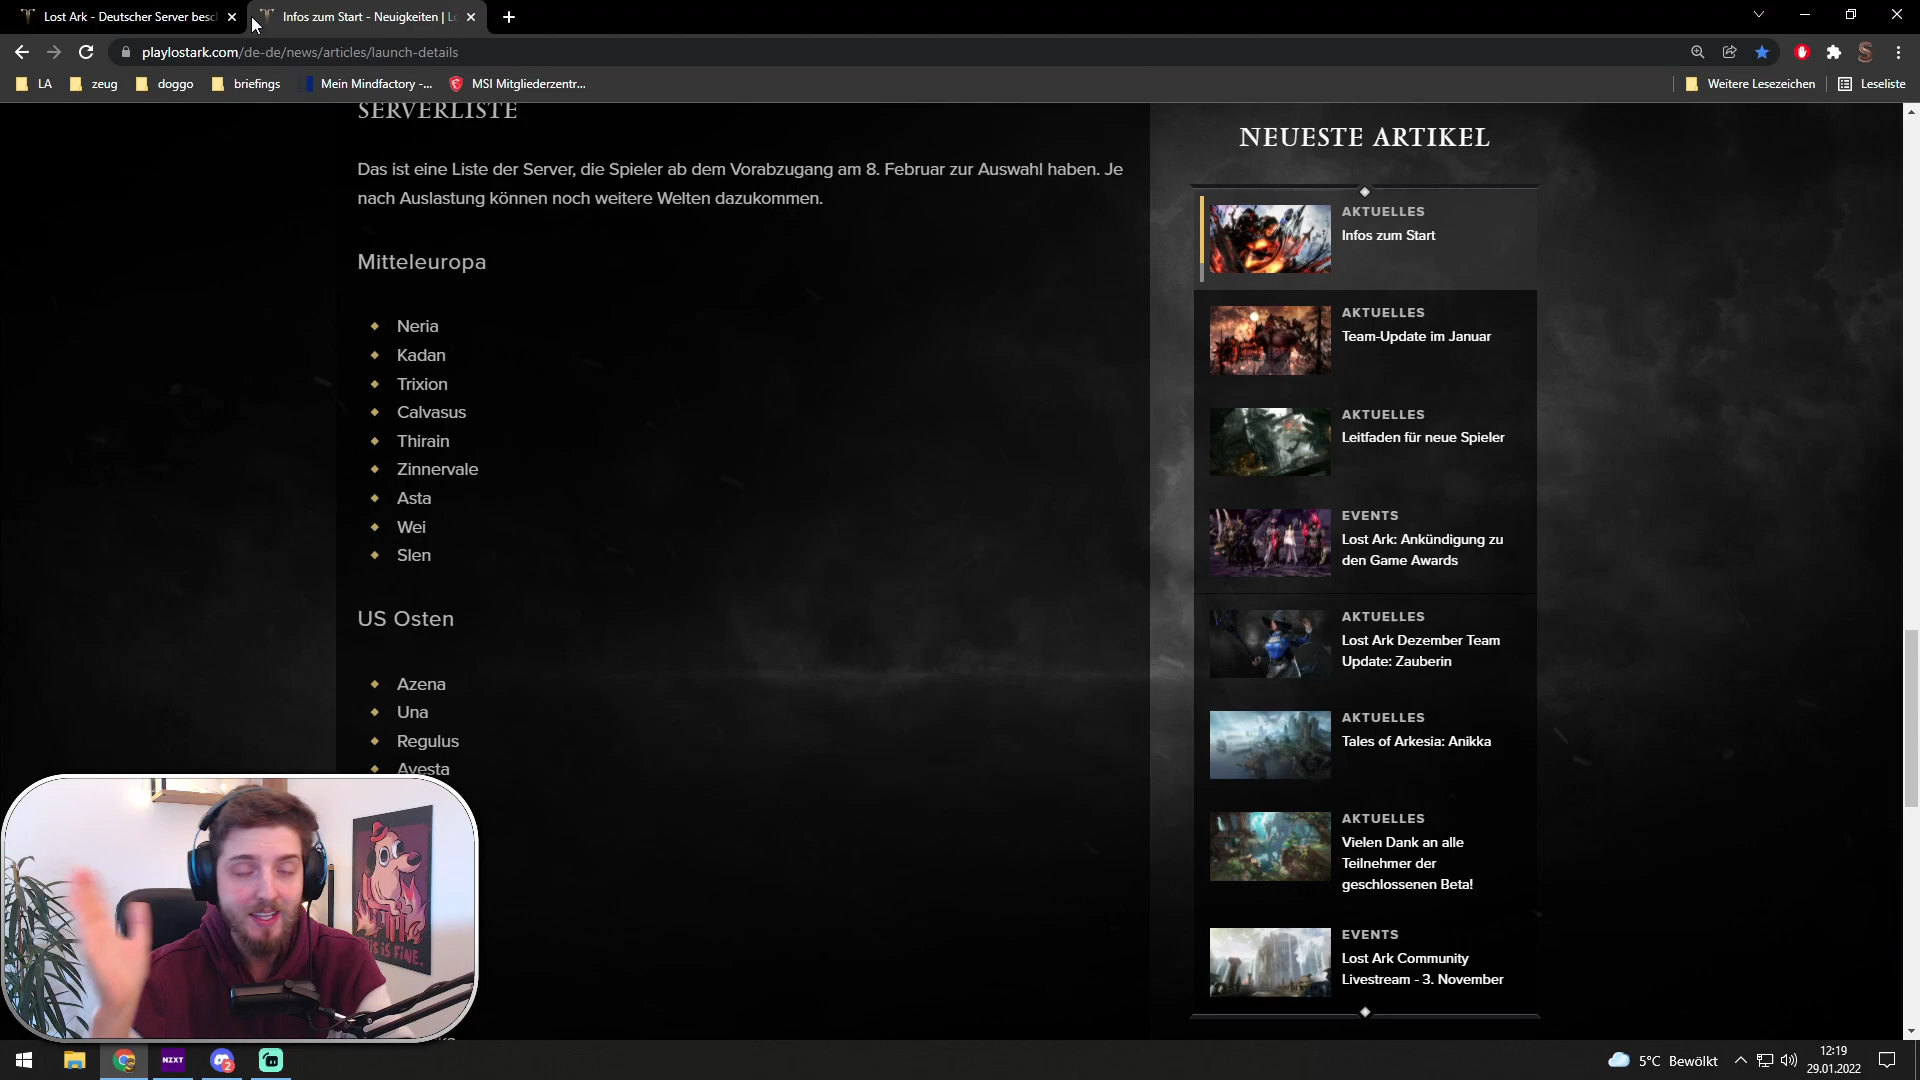 Lost Ark - Deutscher Server besc
Infos zum Start - Neuigkeiten | Lo
playlostark.com/de-de/news/articles/launch-details
LA
zeug
doggo
briefings
Mein Mindfactory -...
MSI Mitgliederzentr...
Weitere Lesezeichen
Leseliste
SERVERLISTE
Das ist eine Liste der Server, die Spieler ab dem Vorabzugang am 8. Februar zur Auswahl haben. Je
nach Auslastung können noch weitere Welten dazukommen.
Mitteleuropa
Neria
Kadan
Trixion
Calvasus
Thirain
Zinnervale
Asta
Wei
Slen
US Osten
Azena
Una
Regulus
Avesta
NEUESTE ARTIKEL
AKTUELLES
Infos zum Start
AKTUELLES
Team-Update im Januar
AKTUELLES
Leitfaden für neue Spieler
EVENTS
Lost Ark: Ankündigung zu
den Game Awards
AKTUELLES
Lost Ark Dezember Team
Update: Zauberin
AKTUELLES
Tales of Arkesia: Anikka
AKTUELLES
Vielen Dank an alle
Teilnehmer der
geschlossenen Beta!
EVENTS
Lost Ark Community
Livestream - 3. November
IS IS FINE.
NZXT
2
5°C Bewölkt
12:19
29.01.2022